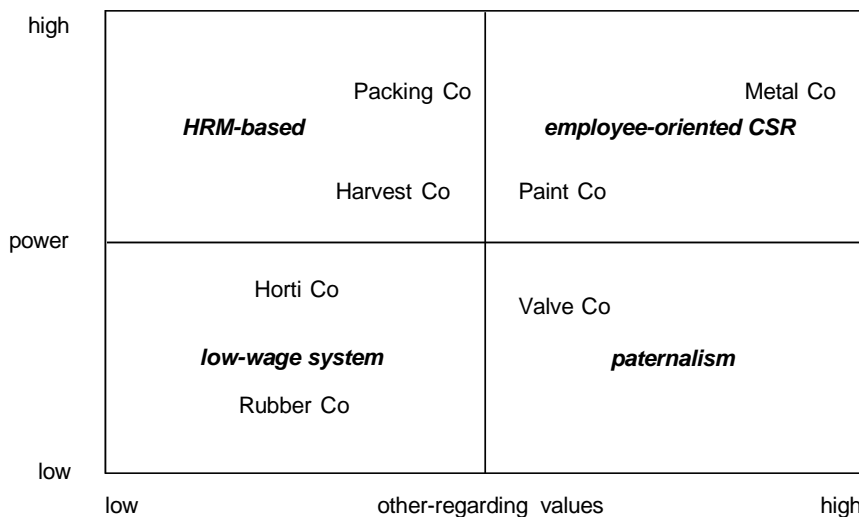 high
Packing Co
Metal Co
HRM-based
employee-oriented CSR
Harvest Co
Paint Co
power
Horti Co
Valve Co
low-wage system
paternalism
Rubber Co
low
low
other-regarding values
high